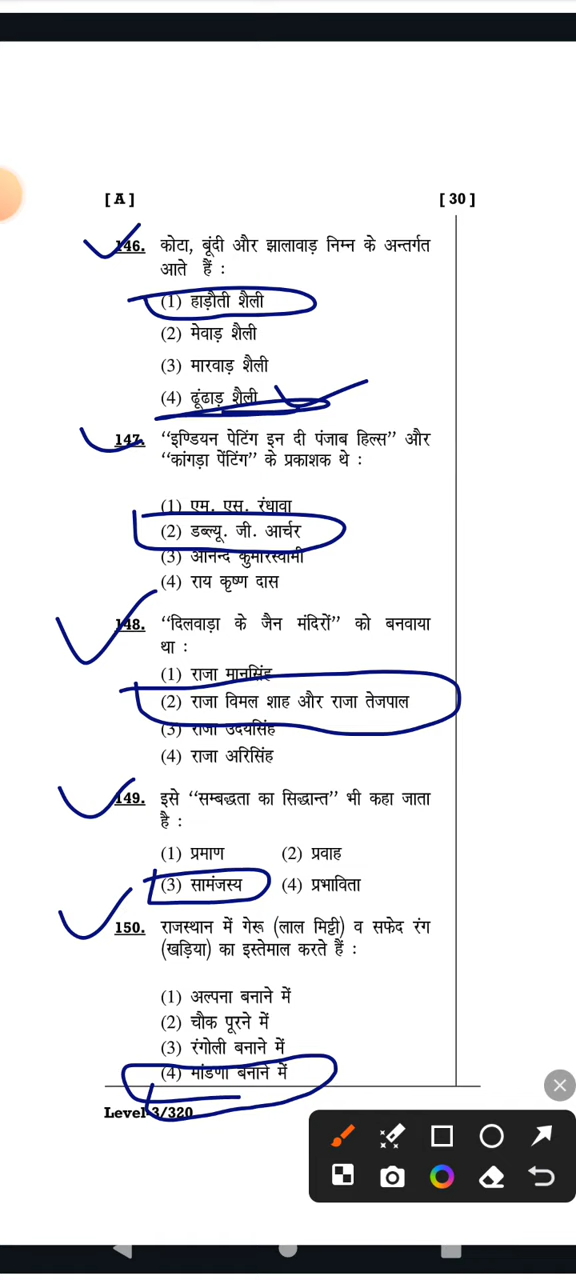 [ A ] [ 30 ]
146. कोटा, बूंदी और झालावाड़ निम्न के अन्तर्गत
आते हैं :
(1) हाड़ौती शैली
(2) मेवाड़ शैली
(3) मारवाड़ शैली
(4) ढूंढाड़ शैली
147. “इण्डियन पेटिंग इन दी पंजाब हिल्स” और
“कांगड़ा पेंटिंग” के प्रकाशक थे :
(1) एम. एस. रंधावा
(2) डब्ल्यू. जी. आर्चर
(3) आनन्द कुमारस्वामी
(4) राय कृष्ण दास
148. “दिलवाड़ा के जैन मंदिरों” को बनवाया
था :
(1) राजा मानसिंह
(2) राजा विमल शाह और राजा तेजपाल
(3) राजा उदयसिंह
(4) राजा अरिसिंह
149. इसे “सम्बद्धता का सिद्धान्त” भी कहा जाता
है :
(1) प्रमाण (2) प्रवाह
(3) सामंजस्य (4) प्रभाविता
150. राजस्थान में गेरू (लाल मिट्टी) व सफेद रंग
(खड़िया) का इस्तेमाल करते हैं :
(1) अल्पना बनाने में
(2) चौक पूरने में
(3) रंगोली बनाने में
(4) मांडणा बनाने में
Level-3/320